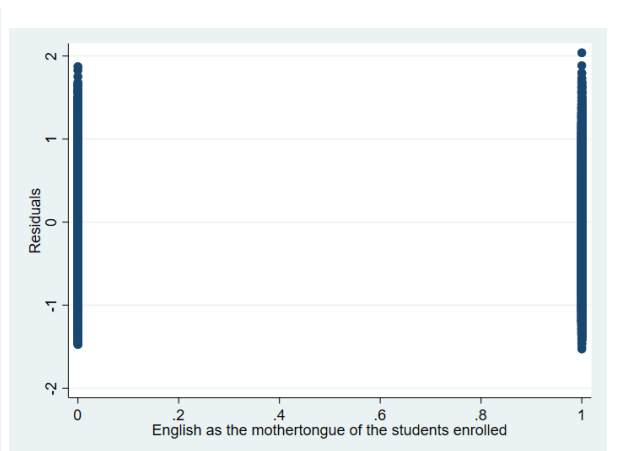 2
1
0
-1
-2
Residuals
0 .2 .4 .6 .8 1
English as the mothertongue of the students enrolled